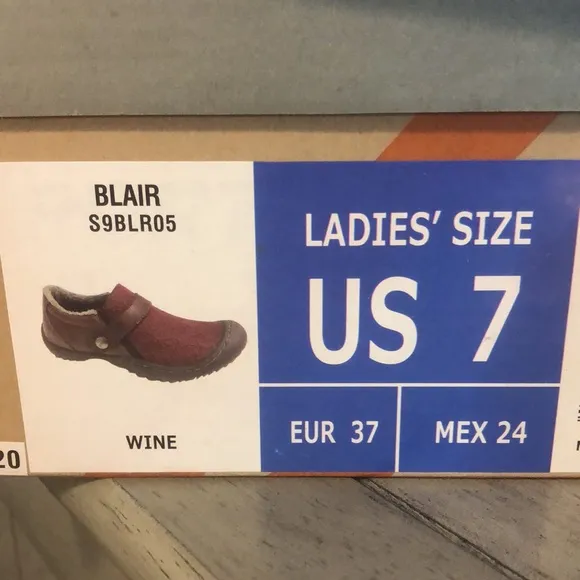 BLAIR
S9BLR05
WINE
LADIES' SIZE
US 7
EUR 37
MEX 24
20